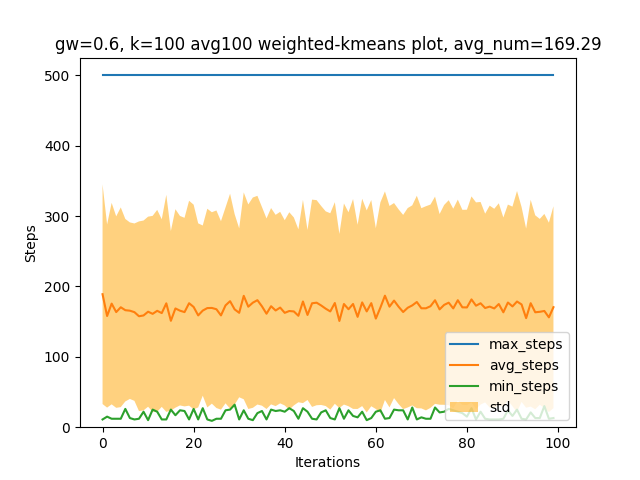 gw=0.6, k=100 avg100 weighted-kmeans plot, avg_num=169.29
500
400
300
200
100
0
Steps
max_steps
avg_steps
min_steps
std
0
20
40
60
80
100
Iterations